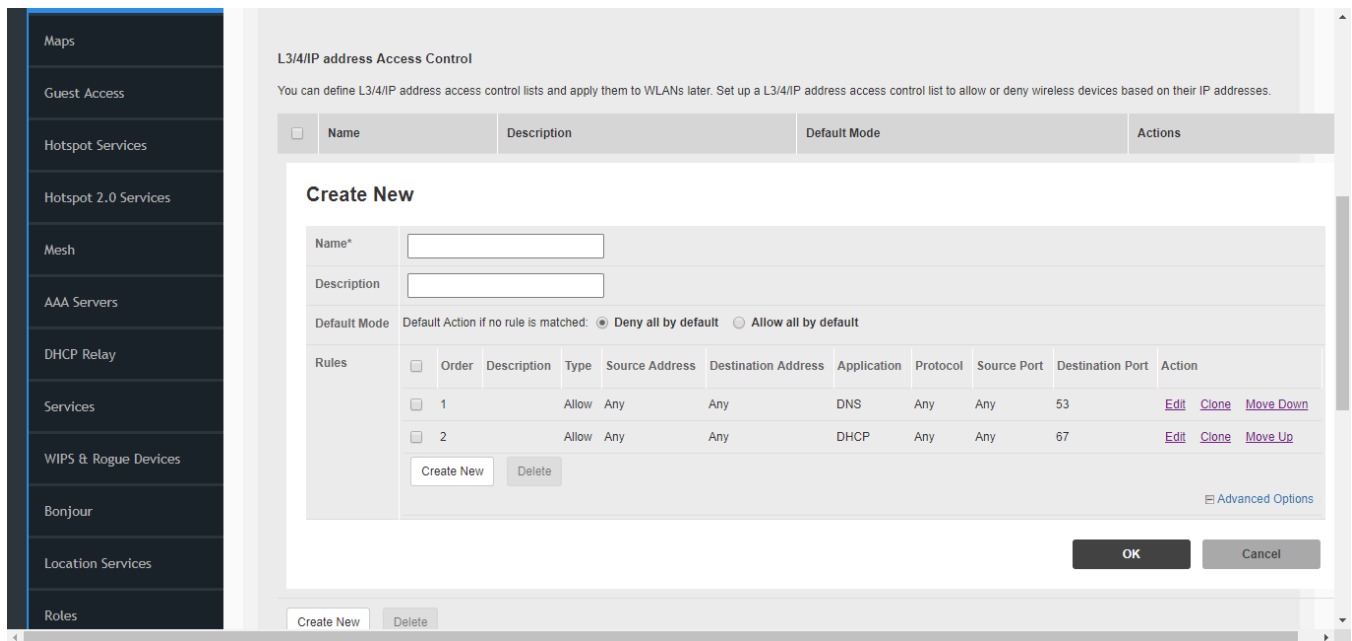 Maps
Guest Access
Hotspot Services
Hotspot 2.0 Services
Mesh
AAA Servers
DHCP Relay
Services
WIPS & Rogue Devices
Bonjour
Location Services
Roles
L3/4/IP address Access Control
You can define L3/4/IP address access control lists and apply them to WLANs later. Set up a L3/4/IP address access control list to allow or deny wireless devices based on their IP addresses.
Name Description Default Mode Actions
Create New
Name*
Description
Default Mode Default Action if no rule is matched: Deny all by default Allow all by default
Rules Order Description Type Source Address Destination Address Application Protocol Source Port Destination Port Action
1 Allow Any Any DNS Any Any 53 Edit Clone Move Down
2 Allow Any Any DHCP Any Any 67 Edit Clone Move Up
Create New Delete
Advanced Options
OK Cancel
Create New Delete